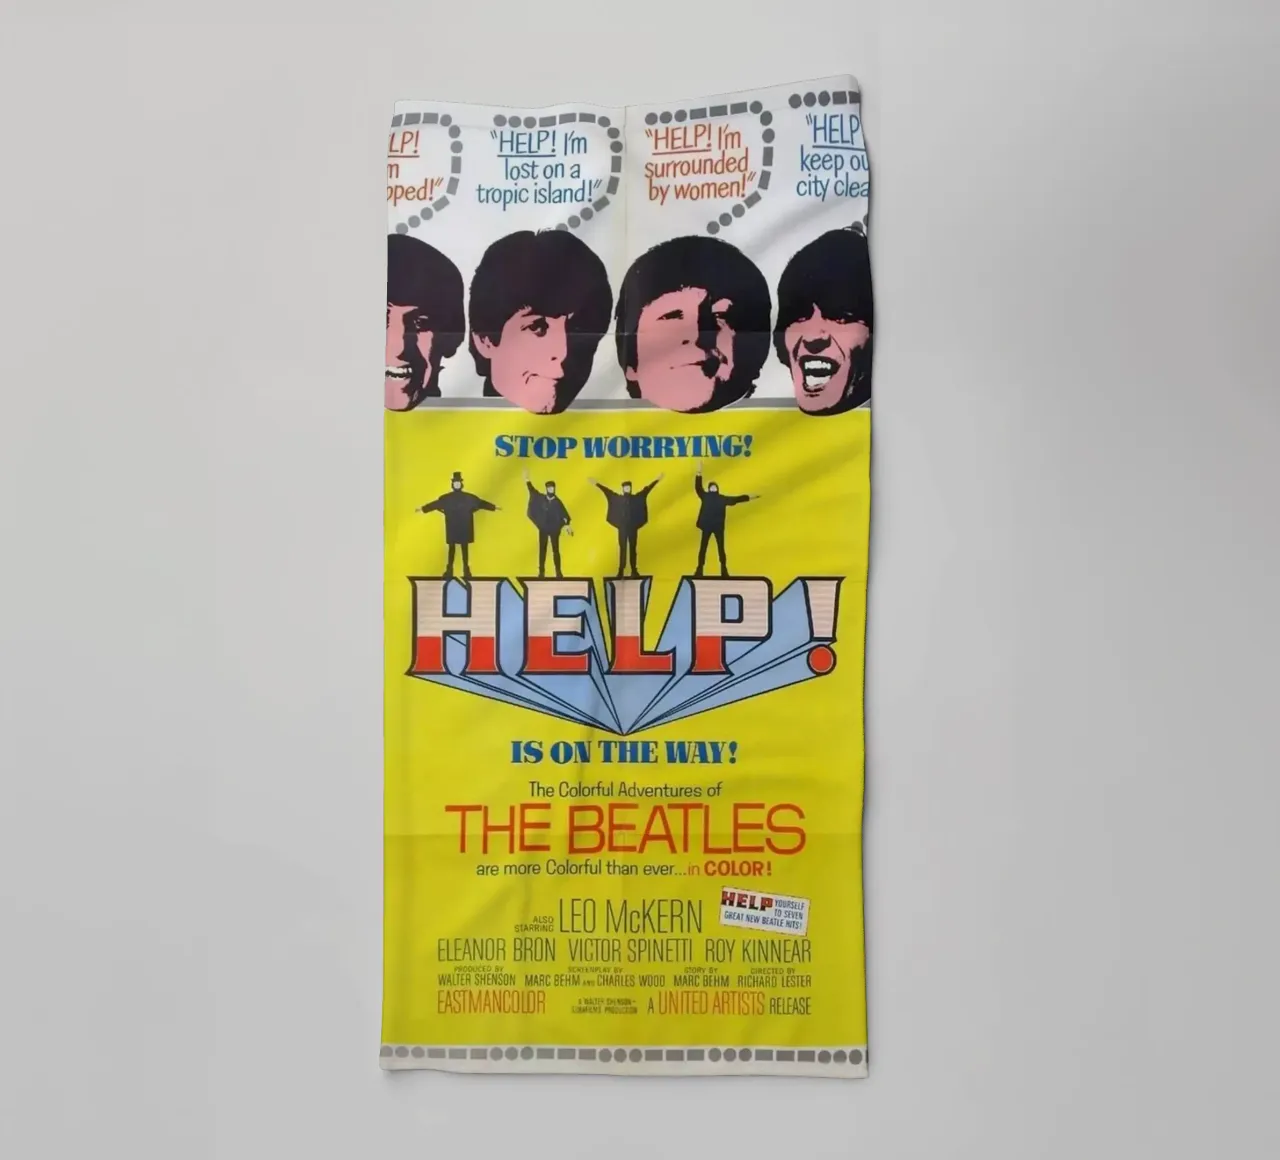 LP!
"HELP! I'm
lost on a
tropic island!"
"HELP! I'm
surrounded
by women!"
"HELP
keep ou
city clea
pped!"
STOP WORRYING!
HELP!
IS ON THE WAY!
The Colorful Adventures of
THE BEATLES
are more Colorful than ever...in COLOR!
ALSO
STARRING LEO McKERN
HELP YOURSELF
TO SEVEN
GREAT NEW BEATLE HITS!
ELEANOR BRON VICTOR SPINETTI ROY KINNEAR
PRODUCED BY SCREENPLAY BY STORY BY DIRECTED BY
WALTER SHENSON MARC BEHM AND CHARLES WOOD MARC BEHM RICHARD LESTER
EASTMANCOLOR A WALTER SHENSON-
SUBAFILMS PRODUCTION A UNITED ARTISTS RELEASE